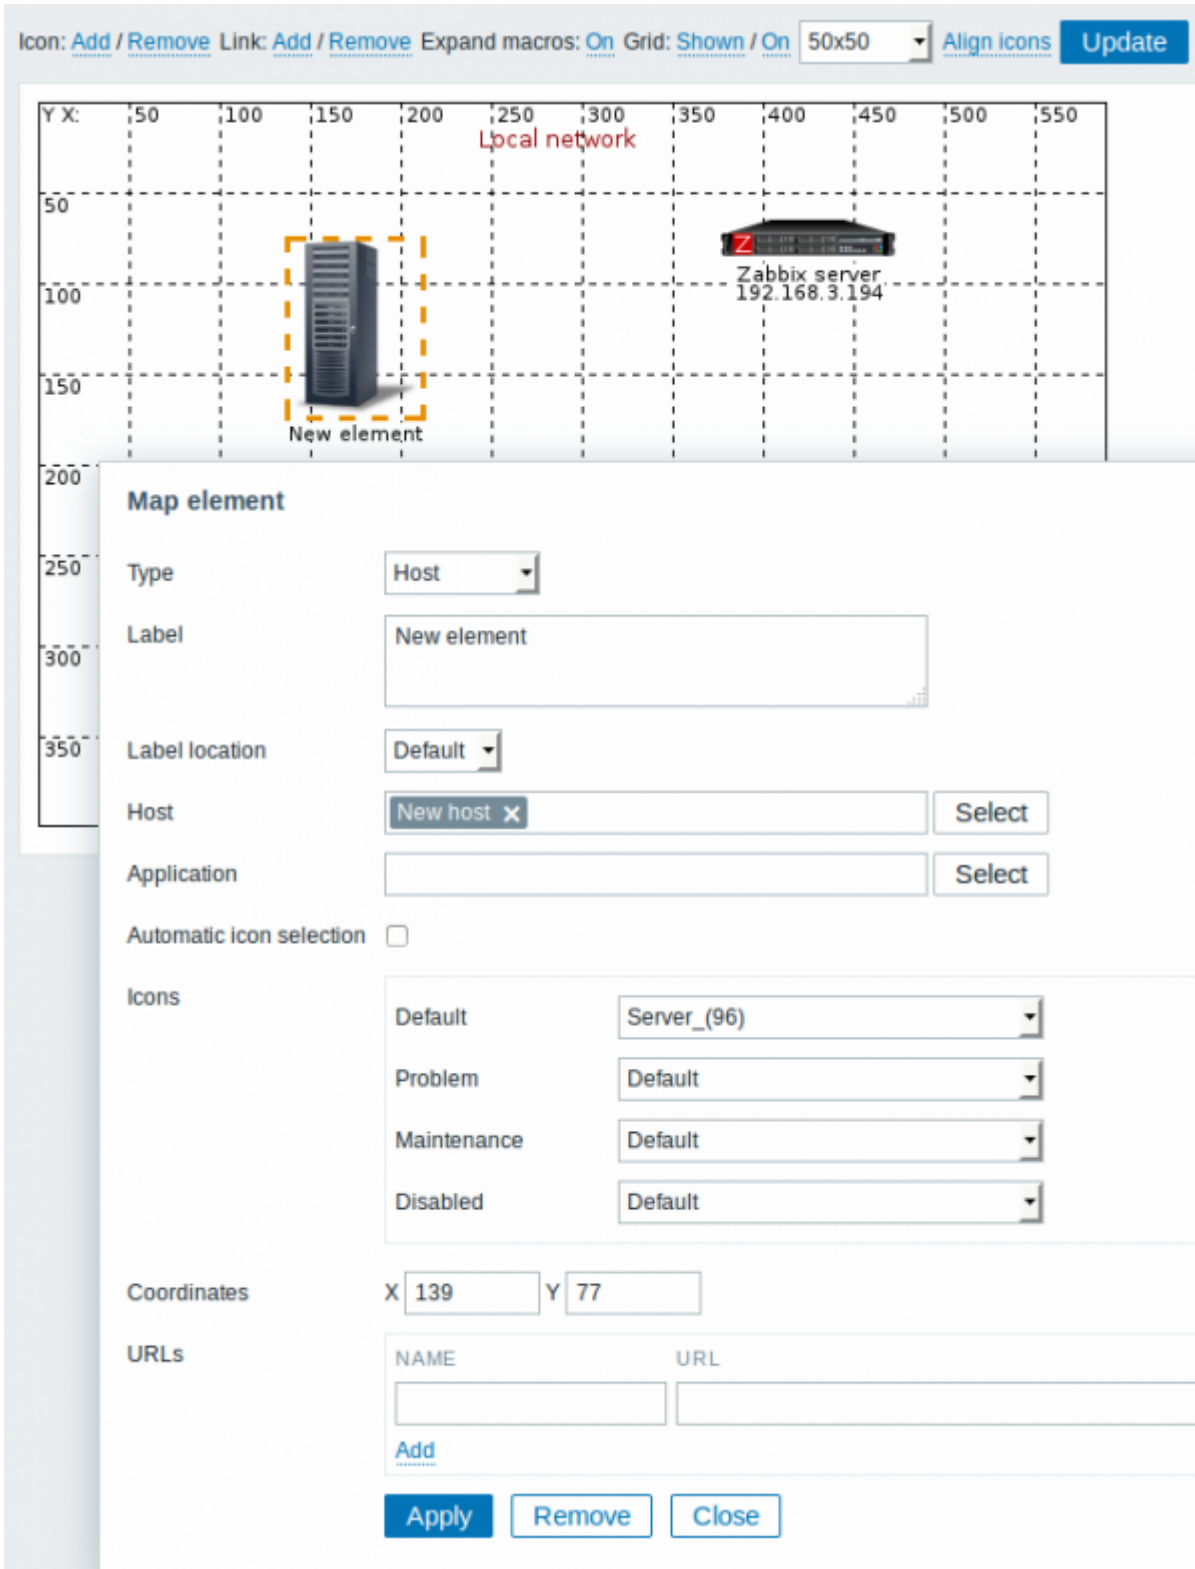 Icon: Add / Remove Link: Add / Remove Expand macros: On Grid: Shown / On 50x50 Align icons Update
Y X: 50 100 150 200 250 300 350 400 450 500 550
Local network
50
Z
Zabbix server
100
192.168.3.194
150
New element
200
Map element
250
Type Host
Label New element
300
350
Label location Default
Host New host × Select
Application Select
Automatic icon selection
Icons
Default Server_(96)
Problem Default
Maintenance Default
Disabled Default
Coordinates X 139 Y 77
URLs
NAME URL
Add
Apply Remove Close